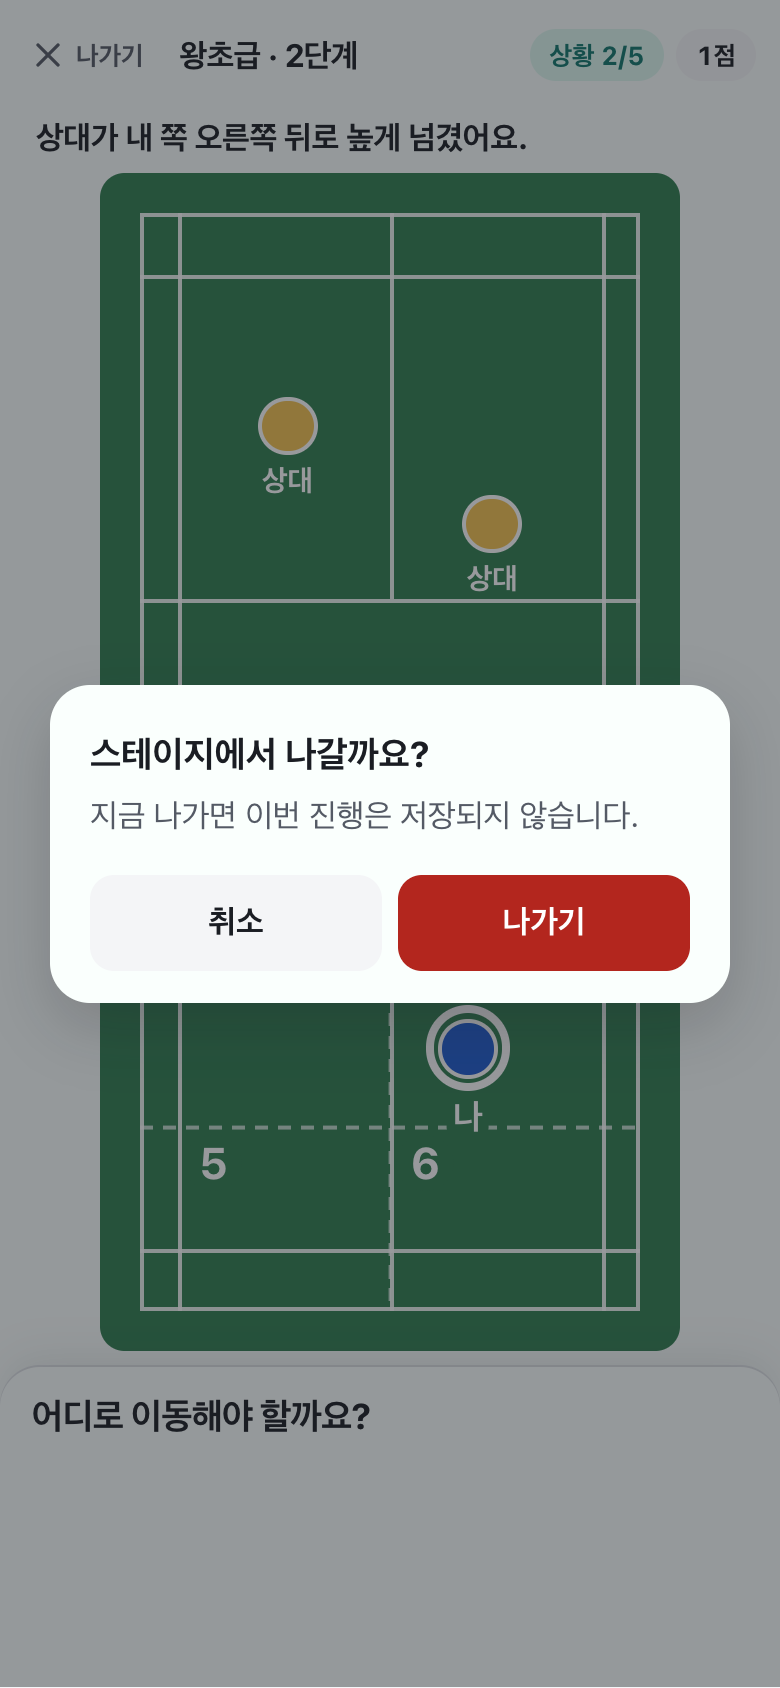 나가기 왕초급 · 2단계 상황 2/5 1점
상대가 내 쪽 오른쪽 뒤로 높게 넘겼어요.
상대
상대
스테이지에서 나갈까요?
지금 나가면 이번 진행은 저장되지 않습니다.
취소 나가기
나
5 6
어디로 이동해야 할까요?